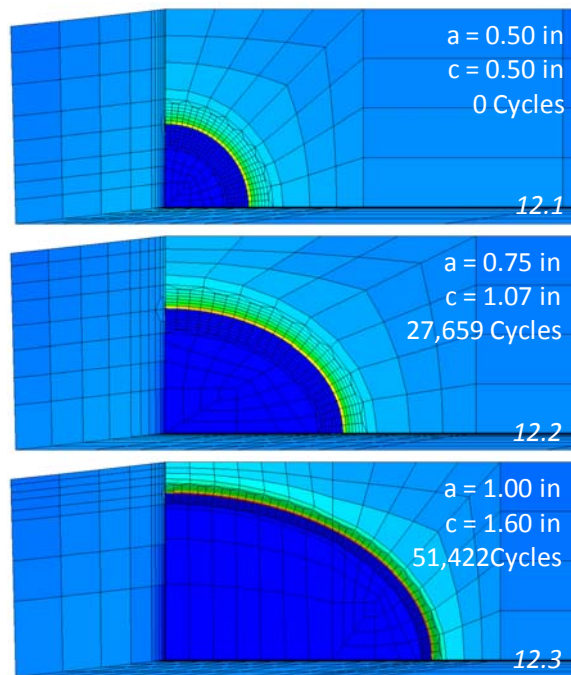 a = 0.50 in
c = 0.50 in
0 Cycles
12.1
a = 0.75 in
c = 1.07 in
27,659 Cycles
12.2
a = 1.00 in
c = 1.60 in
51,422Cycles
12.3